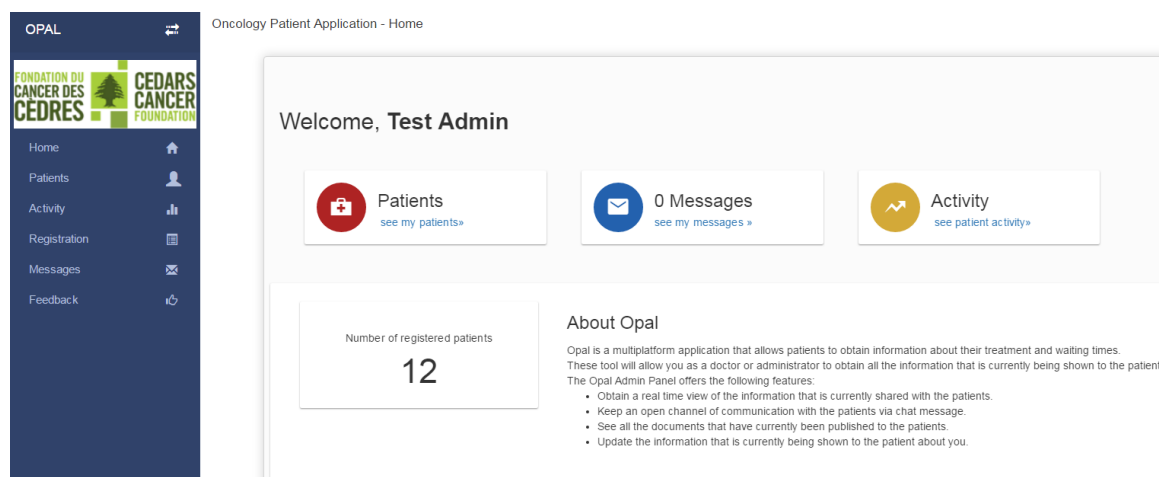 OPAL
Oncology Patient Application - Home
FONDATION DU
CANCER DES
CÈDRES
CEDARS
CANCER
FOUNDATION
Home
Patients
Activity
Registration
Messages
Feedback
Welcome, Test Admin
Patients
see my patients»
0 Messages
see my messages »
Activity
see patient activity»
Number of registered patients
12
About Opal
Opal is a multiplatform application that allows patients to obtain information about their treatment and waiting times.
These tool will allow you as a doctor or administrator to obtain all the information that is currently being shown to the patient
The Opal Admin Panel offers the following features:
• Obtain a real time view of the information that is currently shared with the patients.
• Keep an open channel of communication with the patients via chat message.
• See all the documents that have currently been published to the patients.
• Update the information that is currently being shown to the patient about you.